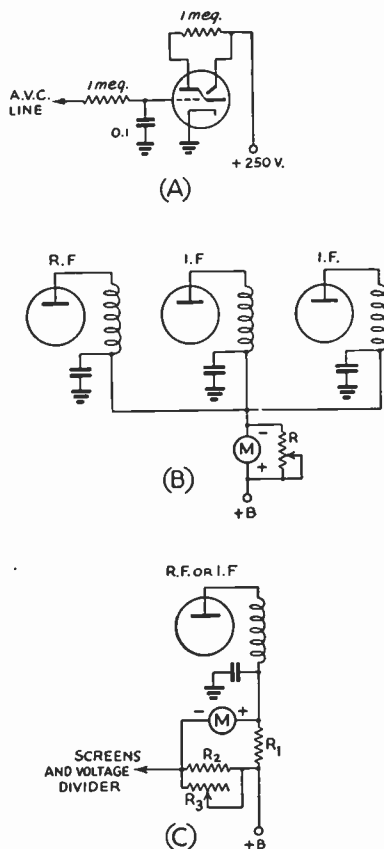 1 meg.
1 meg.
A.V.C.
LINE
0.1
+ 250 V.
(A)
R.F
I.F
I.F.
- R
M
+
(B)
+B
R.F. OR I.F
- M +
R1
SCREENS
AND VOLTAGE
DIVIDER
R2
R3
(C)
+B